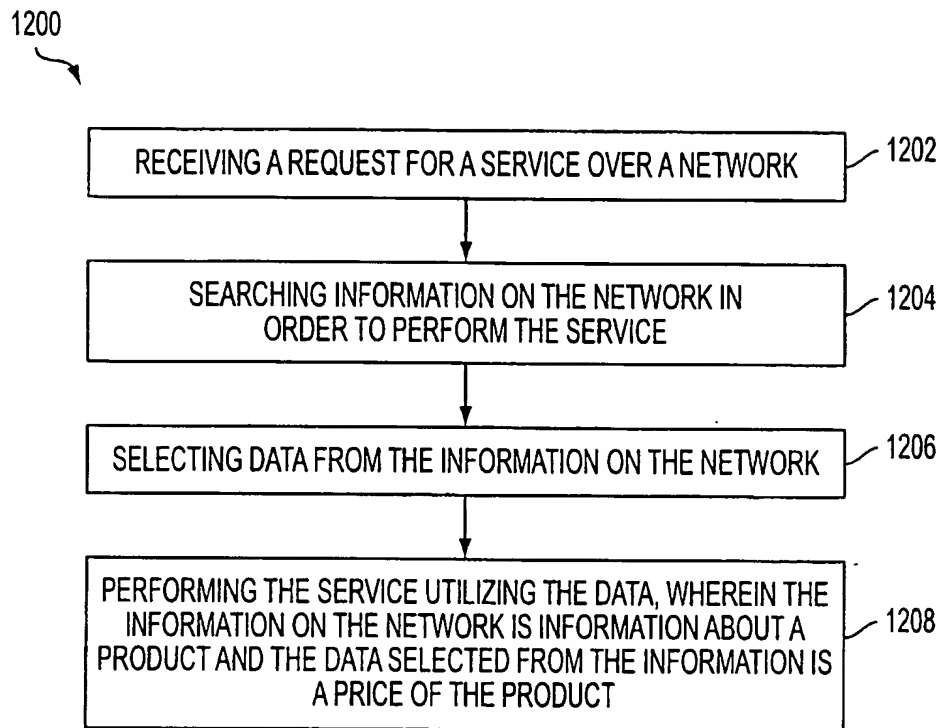 1200
RECEIVING A REQUEST FOR A SERVICE OVER A NETWORK
1202
SEARCHING INFORMATION ON THE NETWORK IN
ORDER TO PERFORM THE SERVICE
1204
SELECTING DATA FROM THE INFORMATION ON THE NETWORK
1206
PERFORMING THE SERVICE UTILIZING THE DATA, WHEREIN THE
INFORMATION ON THE NETWORK IS INFORMATION ABOUT A
PRODUCT AND THE DATA SELECTED FROM THE INFORMATION IS
A PRICE OF THE PRODUCT
1208